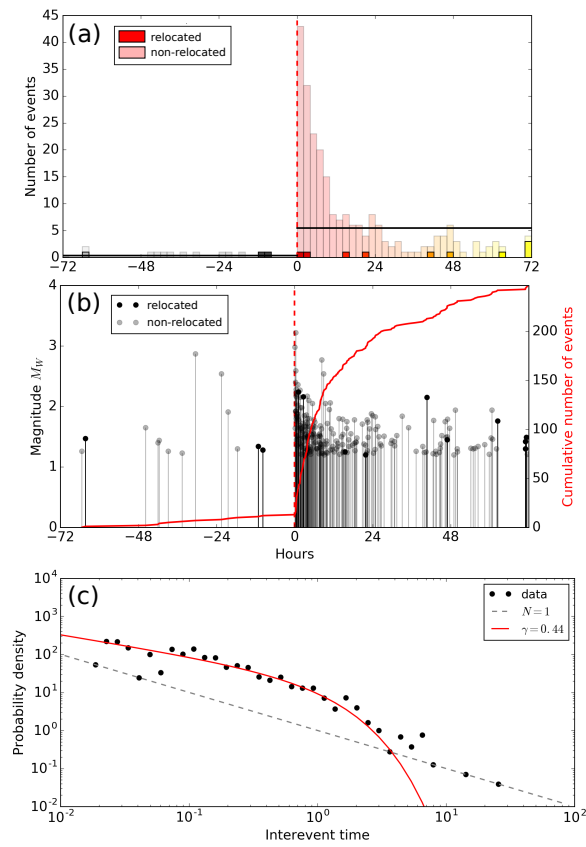 (a)
relocated
non-relocated
Number of events
45
40
35
30
25
20
15
10
5
0
−72 −48 −24 0 24 48 72
(b)
relocated
non-relocated
Magnitude M_W
4
3
2
1
0
Cumulative number of events
200
150
100
50
0
−72 −48 −24 0 24 48
Hours
(c)
data
N=1
γ=0.44
Probability density
10^4
10^3
10^2
10^1
10^0
10^-1
10^-2
10^-2 10^-1 10^0 10^1 10^2
Interevent time